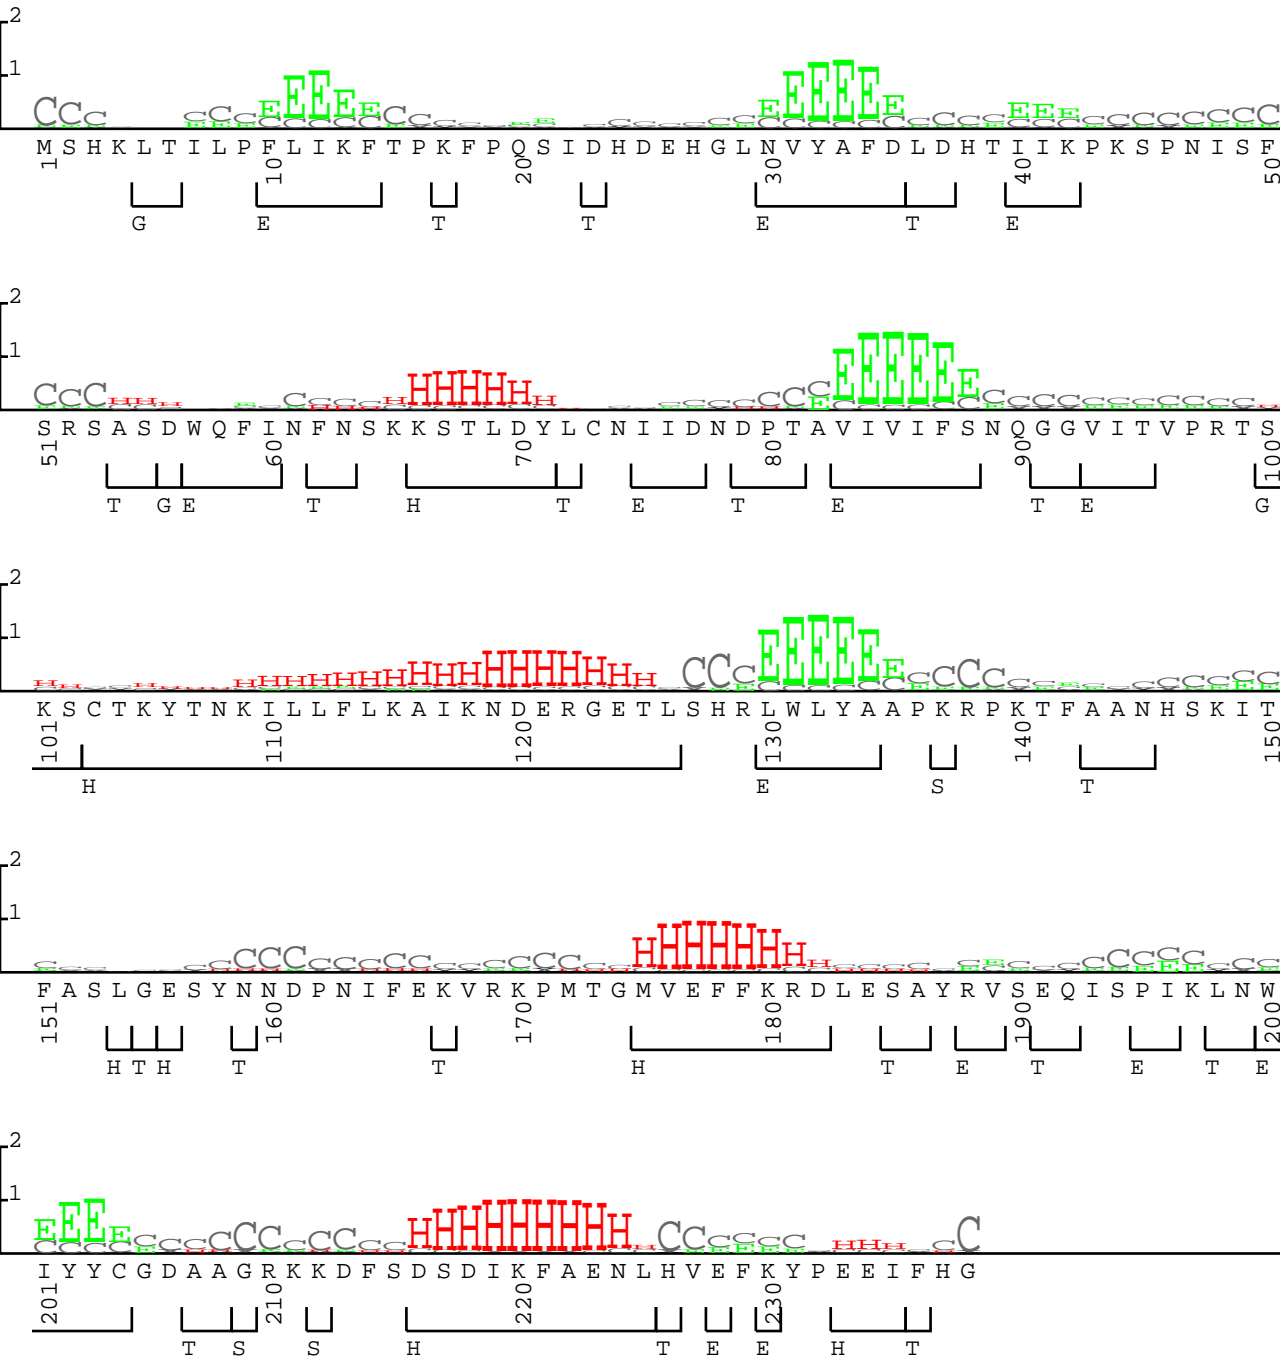 2
1
M S H K L T I L P F L I K F T P K F P Q S I D H D E H G L N V Y A F D L D H T I I K P K S P N I S F
1 10 20 30 40 50
G E T T E T E
2
1
S R S A S D W Q F I N F N S K K S T L D Y L C N I I D N D P T A V I V I F S N Q G G V I T V P R T S
51 60 70 80 90 100
T G E T H T E T E T E G
2
1
K S C T K Y T N K I L L F L K A I K N D E R G E T L S H R L W L Y A A P K R P K T F A A N H S K I T
101 110 120 130 140 150
H E S T
2
1
F A S L G E S Y N N D P N I F E K V R K P M T G M V E F F K R D L E S A Y R V S E Q I S P I K L N W
151 160 170 180 190 200
H T H T T H T E T E T E
2
1
I Y Y C G D A A G R K K D F S D S D I K F A E N L H V E F K Y P E E I F H G
201 210 220 230
T S S H T E E H T